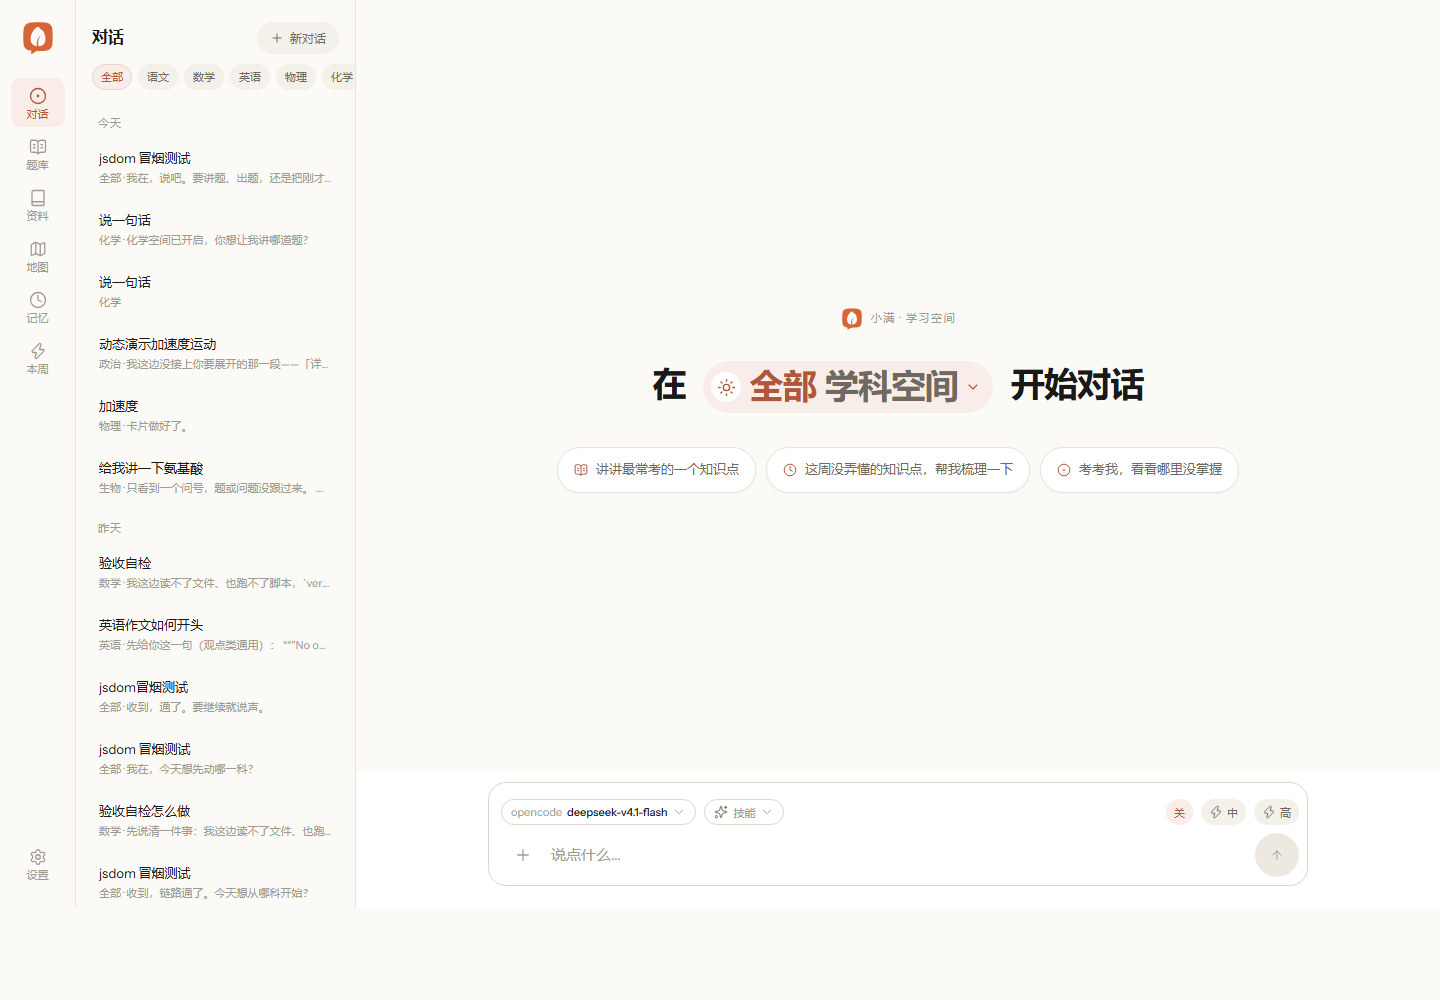 对话
题库
资料
地图
记忆
本周
设置
对话
新对话
全部 语文 数学 英语 物理 化学
今天
jsdom 冒烟测试
全部·我在，说吧。要讲题、出题，还是把刚才...
说一句话
化学·化学空间已开启，你想让我讲哪道题？
说一句话
化学
动态演示加速度运动
政治·我这边没接上你要展开的那一段——「详...
加速度
物理·卡片做好了。
给我讲一下氨基酸
生物·只看到一个问号，题或问题没跟过来。 ...
昨天
验收自检
数学·我这边读不了文件、也跑不了脚本，`ver...
英语作文如何开头
英语·先给你这一句（观点类通用）： **"No o...
jsdom冒烟测试
全部·收到，通了。要继续就说声。
jsdom 冒烟测试
全部·我在，今天想先动哪一科？
验收自检怎么做
数学·先说清一件事：我这边读不了文件、也跑...
jsdom 冒烟测试
全部·收到，链路通了。今天想从哪科开始？
小满 · 学习空间
在 全部 学科空间 开始对话
讲讲最常考的一个知识点
这周没弄懂的知识点，帮我梳理一下
考考我，看看哪里没掌握
opencode deepseek-v4.1-flash
技能
关 中 高
说点什么...